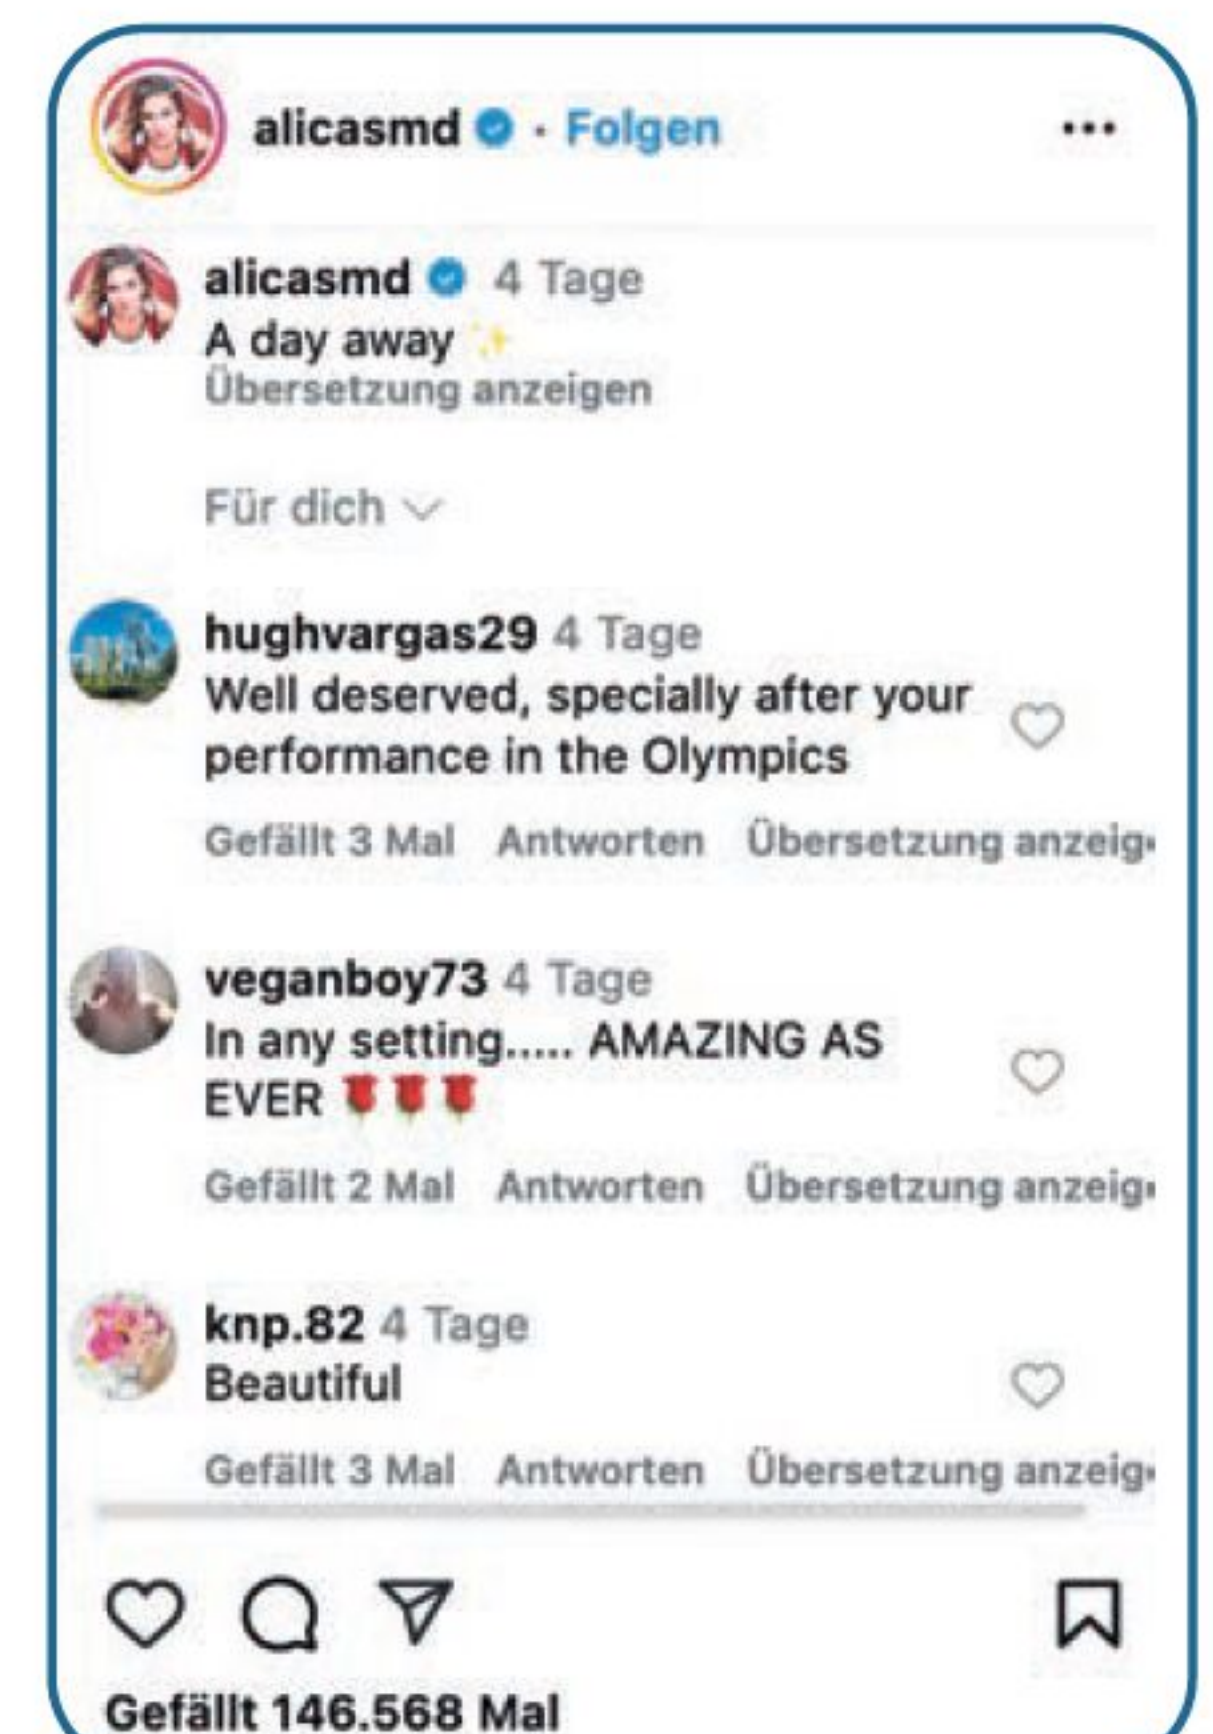 alicasmd · Folgen
alicasmd 4 Tage
A day away ✨
Übersetzung anzeigen
Für dich
hughvargas29 4 Tage
Well deserved, specially after your
performance in the Olympics
Gefällt 3 Mal Antworten Übersetzung anzeig
veganboy73 4 Tage
In any setting..... AMAZING AS
EVER 🌹🌹🌹
Gefällt 2 Mal Antworten Übersetzung anzeig
knp.82 4 Tage
Beautiful
Gefällt 3 Mal Antworten Übersetzung anzeig
Gefällt 146.568 Mal